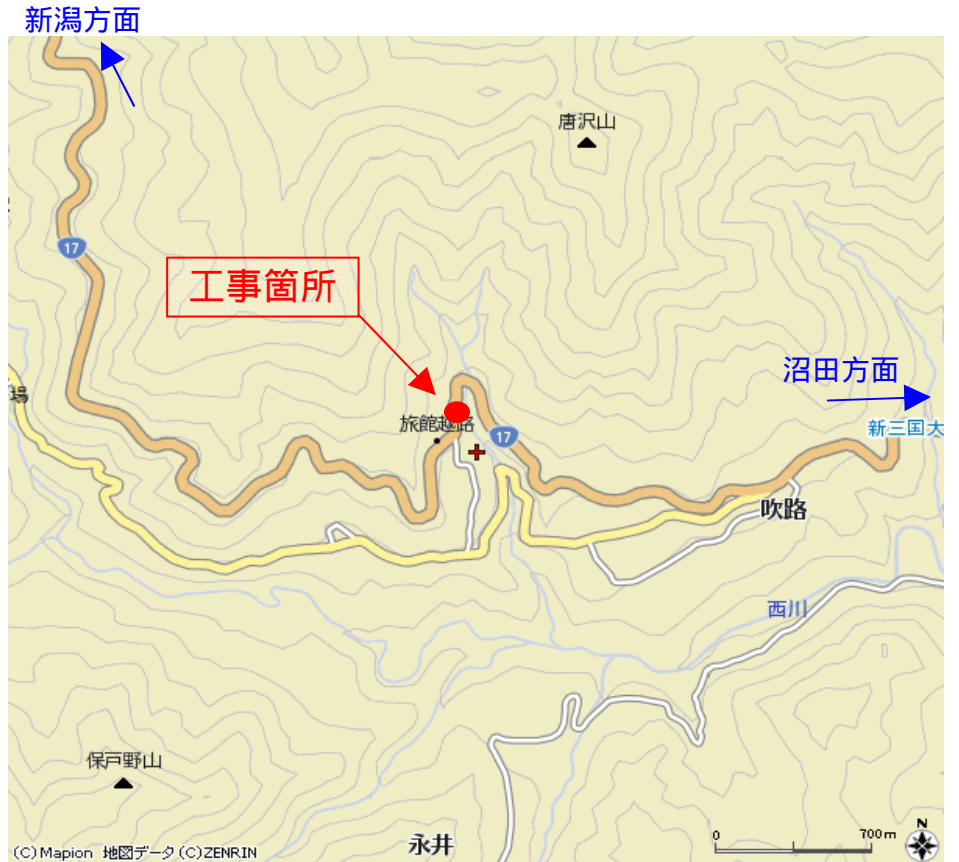 新潟方面
唐沢山
17
工事箇所
沼田方面
場
旅館越路
17
新三国大
吹路
西川
保戸野山
永井
0 700m
N
(C)Mapion 地図データ(C)ZENRIN